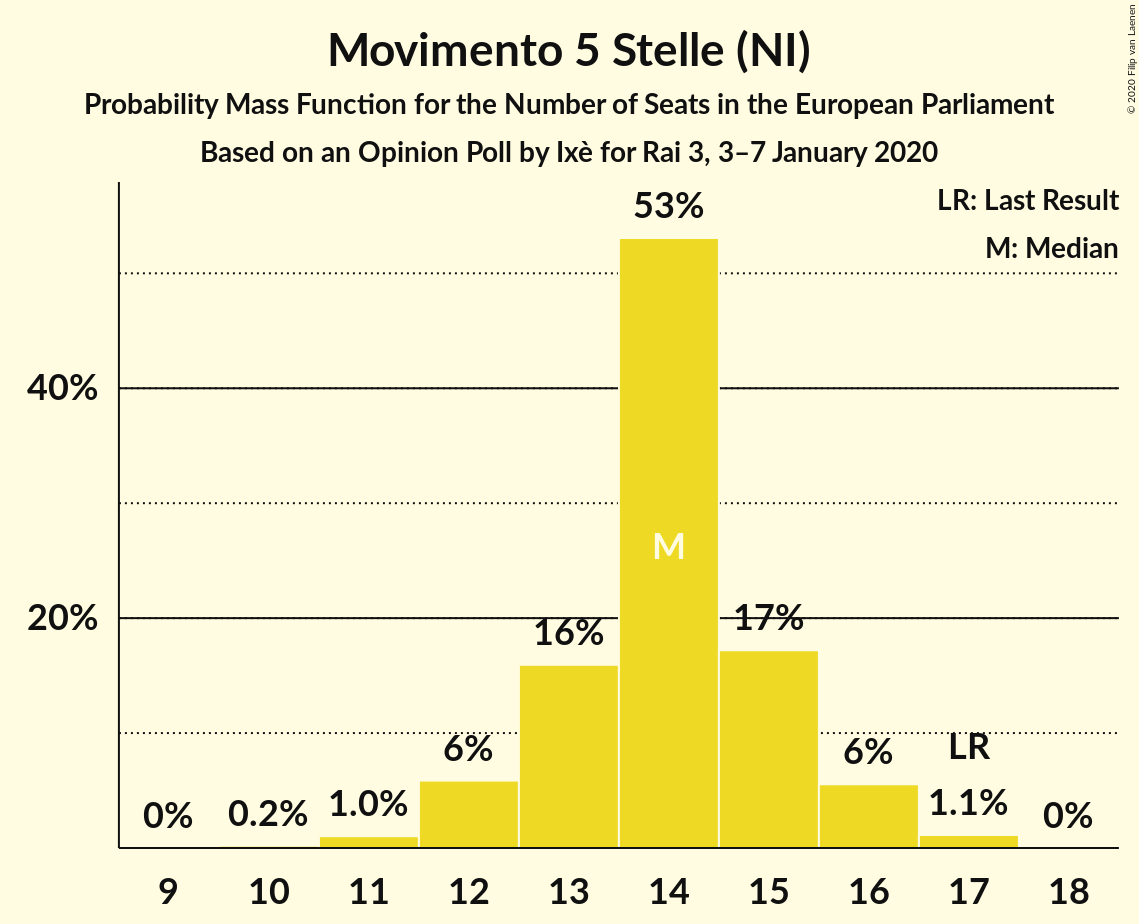 Movimento 5 Stelle (NI)
Probability Mass Function for the Number of Seats in the European Parliament
Based on an Opinion Poll by Ixè for Rai 3, 3–7 January 2020
© 2020 Filip van Laenen
LR: Last Result
M: Median
40%
20%
0%
0.2%
1.0%
6%
16%
53%
M
17%
6%
LR
1.1%
0%
9 10 11 12 13 14 15 16 17 18